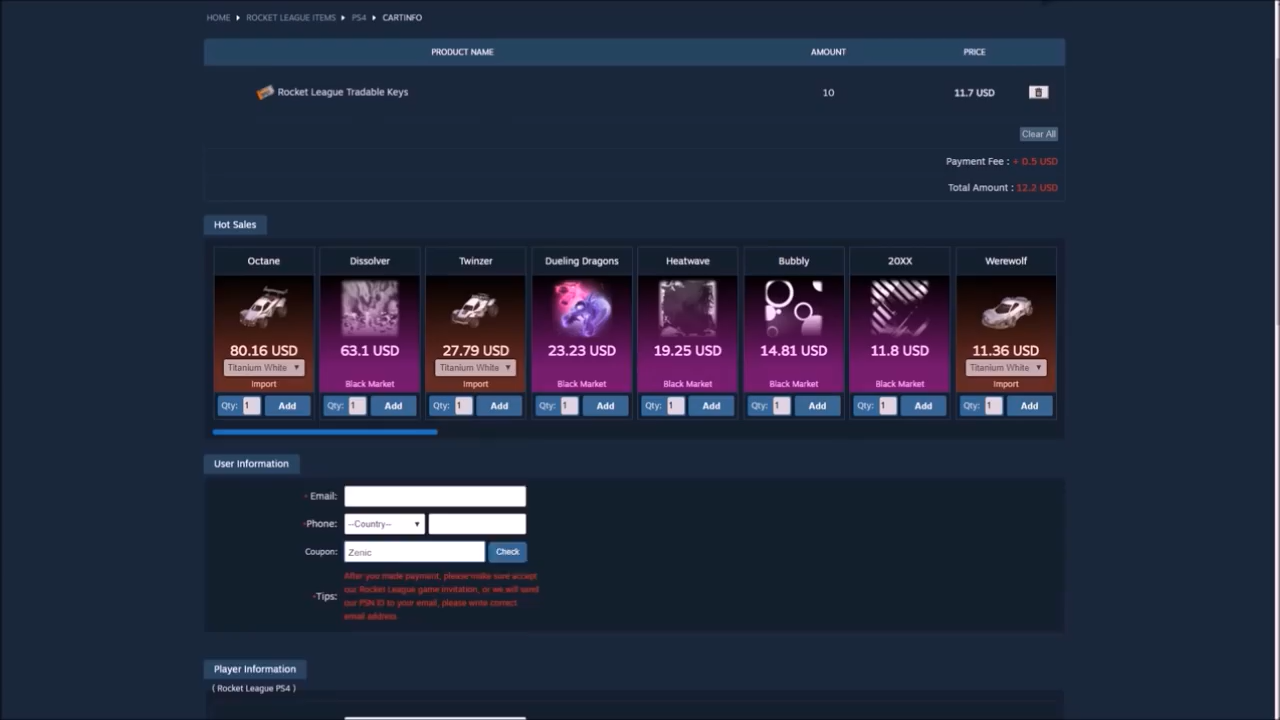 HOME ROCKET LEAGUE ITEMS PS4 CARTINFO
PRODUCT NAME AMOUNT PRICE
Rocket League Tradable Keys 10 11.7 USD
Clear All
Payment Fee : + 0.5 USD
Total Amount : 12.2 USD
Hot Sales
Octane Dissolver Twinzer Dueling Dragons Heatwave Bubbly 20XX Werewolf
80.16 USD 63.1 USD 27.79 USD 23.23 USD 19.25 USD 14.81 USD 11.8 USD 11.36 USD
Titanium White Titanium White Titanium White
Import Black Market Import Black Market Black Market Black Market Black Market Import
Qty: 1 Add Qty: 1 Add Qty: 1 Add Qty: 1 Add Qty: 1 Add Qty: 1 Add Qty: 1 Add Qty: 1 Add
User Information
* Email:
*Phone: --Country--
Coupon: Zenic Check
After you made payment, please make sure accept
our Rocket League game invitation, or we will send
*Tips:
our PSN ID to your email, please write correct
email address
Player Information
( Rocket League PS4 )